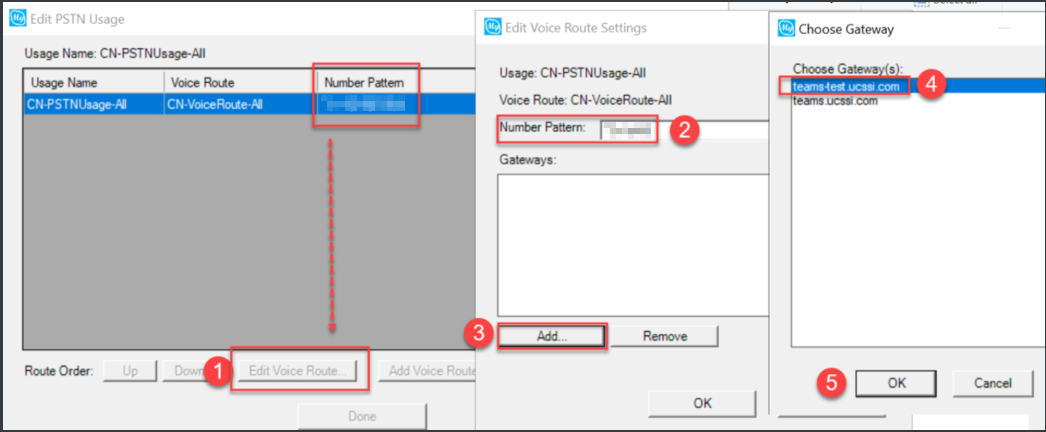 Edit PSTN Usage
Usage Name: CN-PSTNUsage-All
Usage Name Voice Route Number Pattern
CN-PSTNUsage-All CN-VoiceRoute-All
Route Order: Up Down 1 Edit Voice Route... Add Voice Route
Done
Edit Voice Route Settings
Usage: CN-PSTNUsage-All
Voice Route: CN-VoiceRoute-All
Number Pattern: 2
Gateways:
3 Add... Remove
OK
Choose Gateway
Choose Gateway(s):
teams-test.ucssi.com 4
teams.ucssi.com
5 OK Cancel